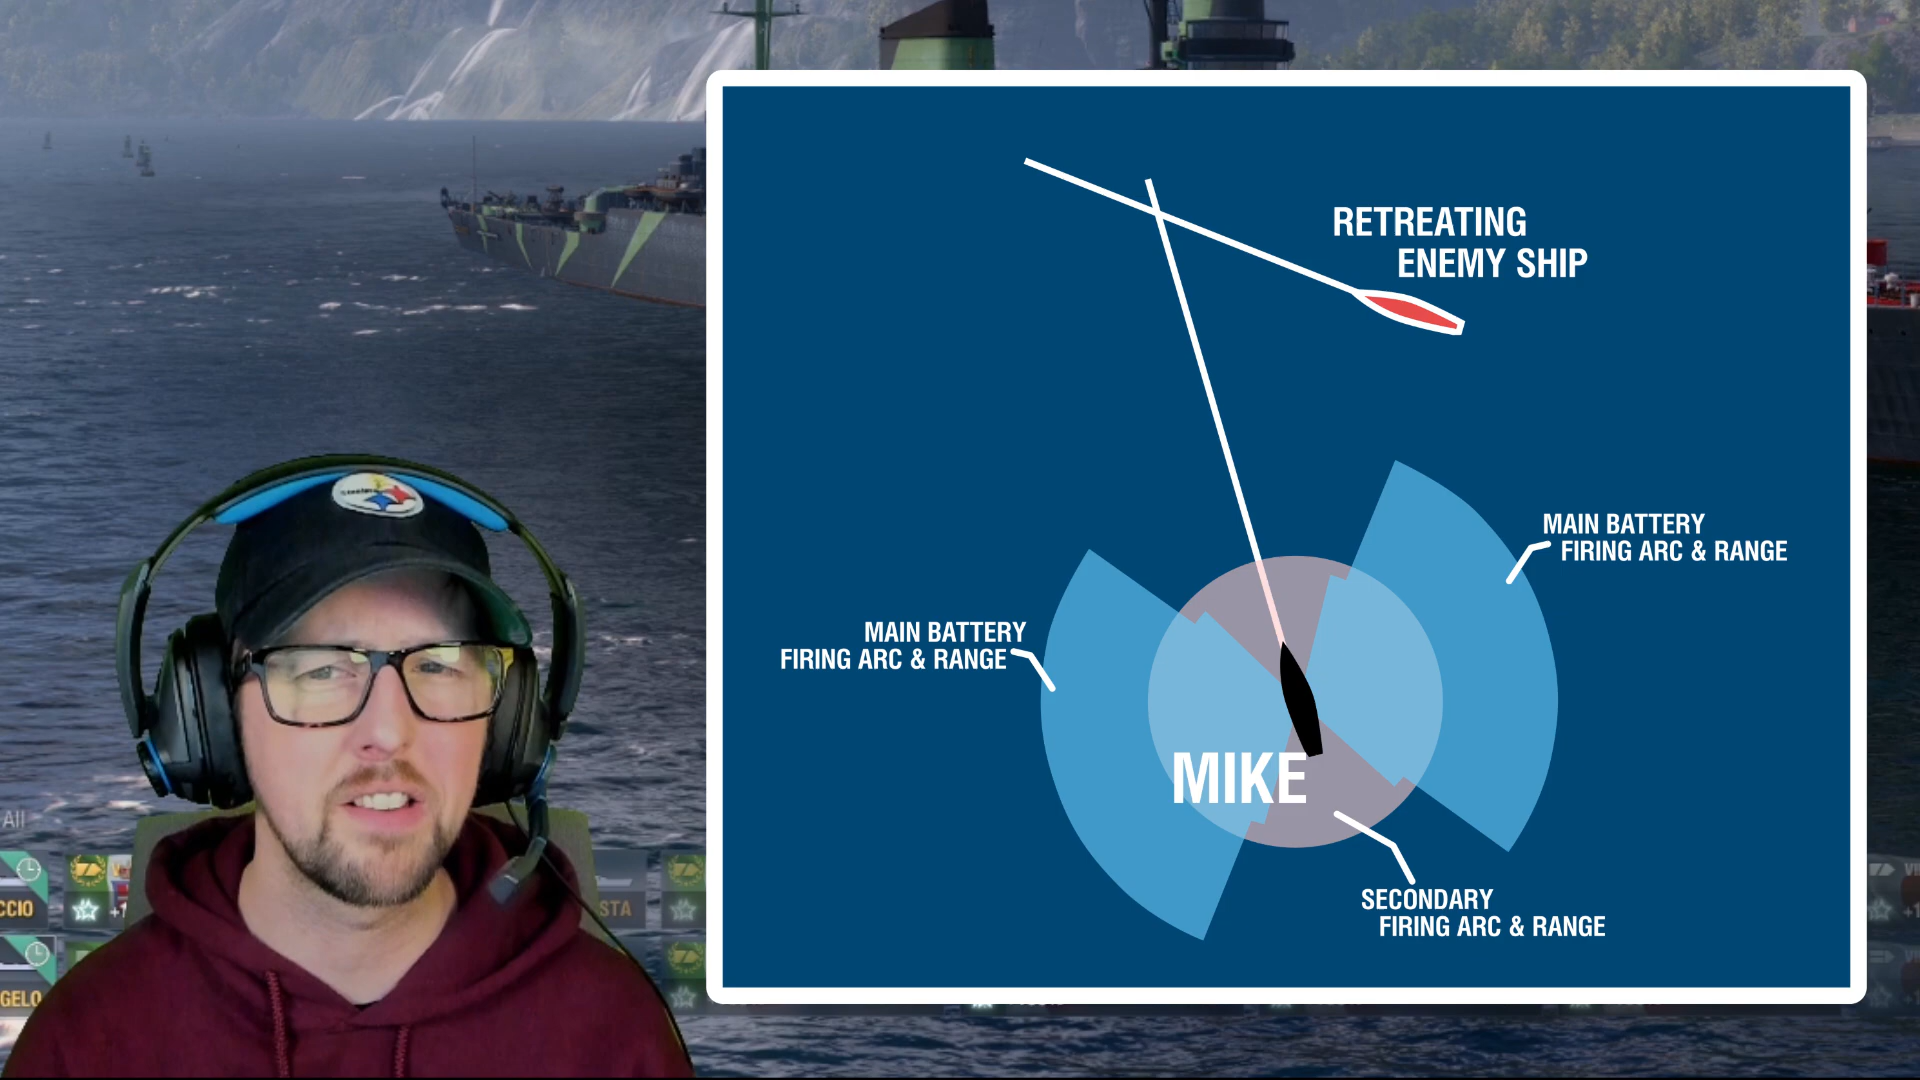 RETREATING
ENEMY SHIP
MAIN BATTERY
FIRING ARC & RANGE
MAIN BATTERY
FIRING ARC & RANGE
MIKE
SECONDARY
FIRING ARC & RANGE
All
CCIO
STA
GELO